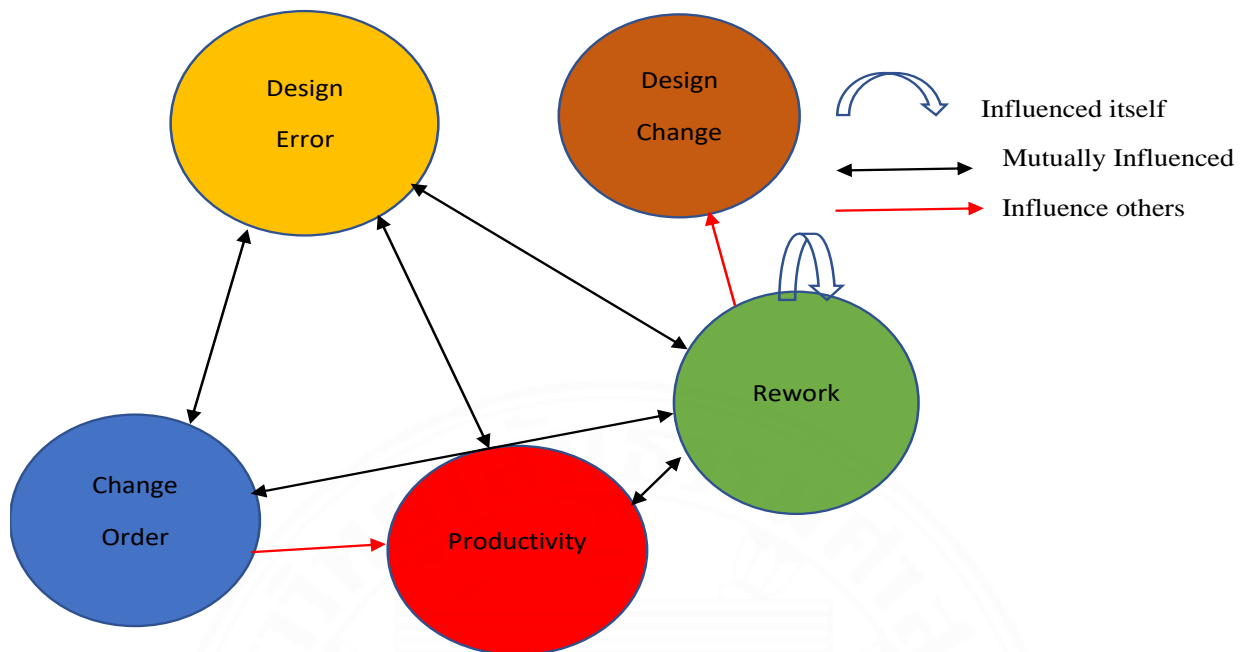 Design
Error
Design
Change
Influenced itself
Mutually Influenced
Influence others
Rework
Change
Order
Productivity